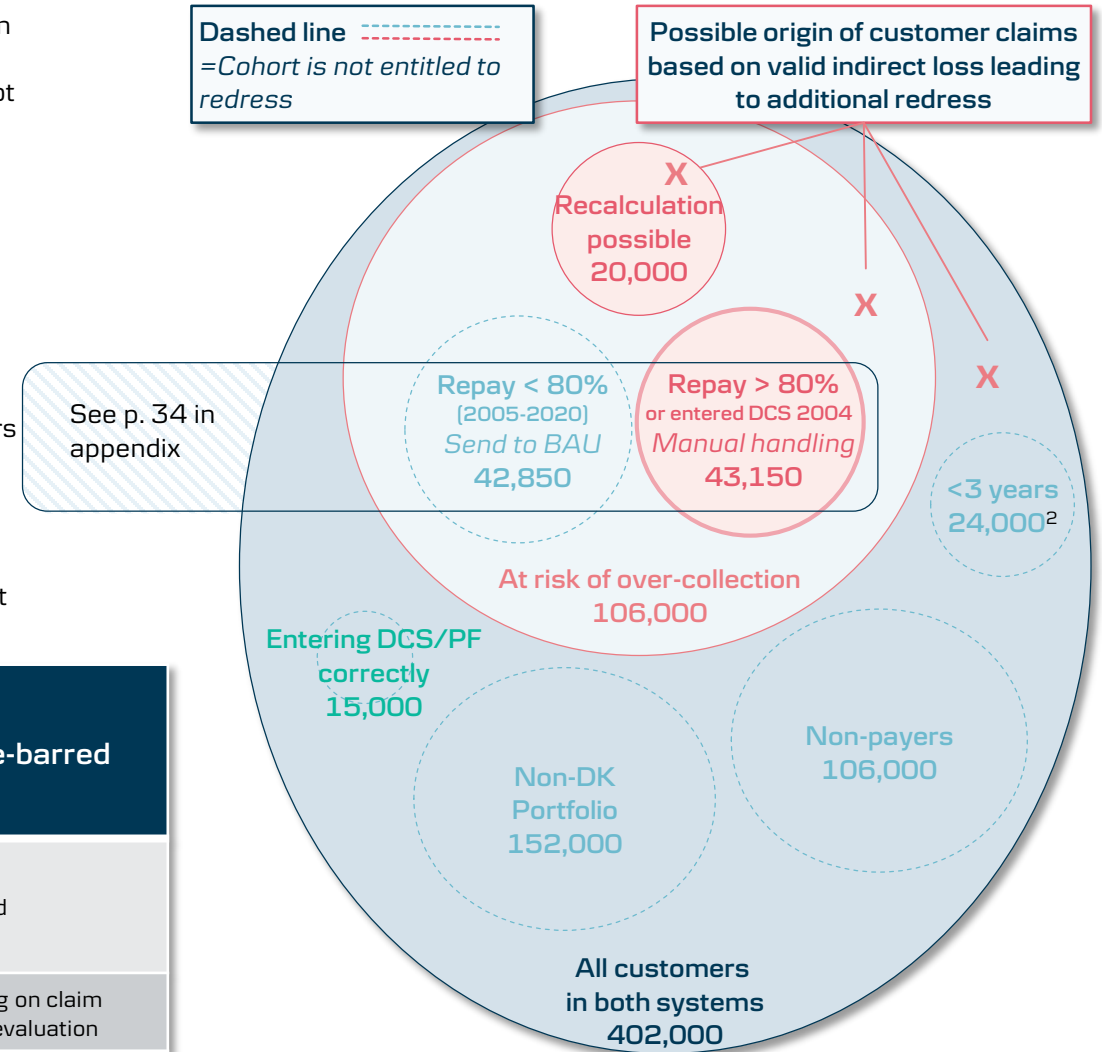 n
ot
rs
t
Dashed line
=Cohort is not entitled to
redress
Possible origin of customer claims
based on valid indirect loss leading
to additional redress
X
Recalculation
possible
20,000
X
X
See p. 34 in
appendix
Repay < 80%
(2005-2020)
Send to BAU
42,850
Repay > 80%
or entered DCS 2004
Manual handling
43,150
<3 years
24,000²
At risk of over-collection
106,000
Entering DCS/PF
correctly
15,000
Non-payers
106,000
Non-DK
Portfolio
152,000
All customers
in both systems
402,000
e-barred
d
g on claim
evaluation